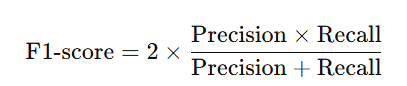 F1-score = 2 × Precision × Recall / Precision + Recall